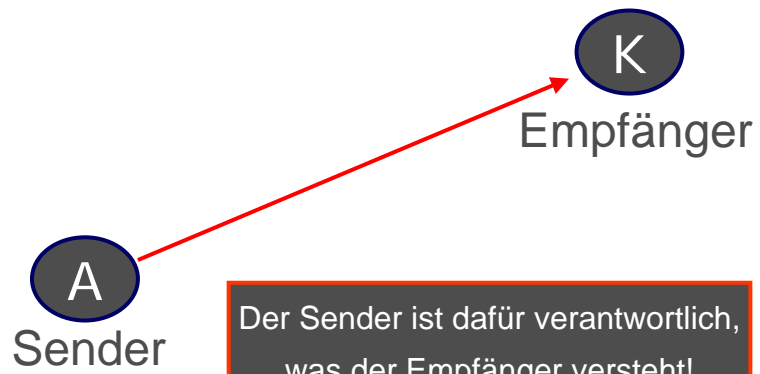 K
Empfänger
A
Sender
Der Sender ist dafür verantwortlich,
was der Empfänger versteht!